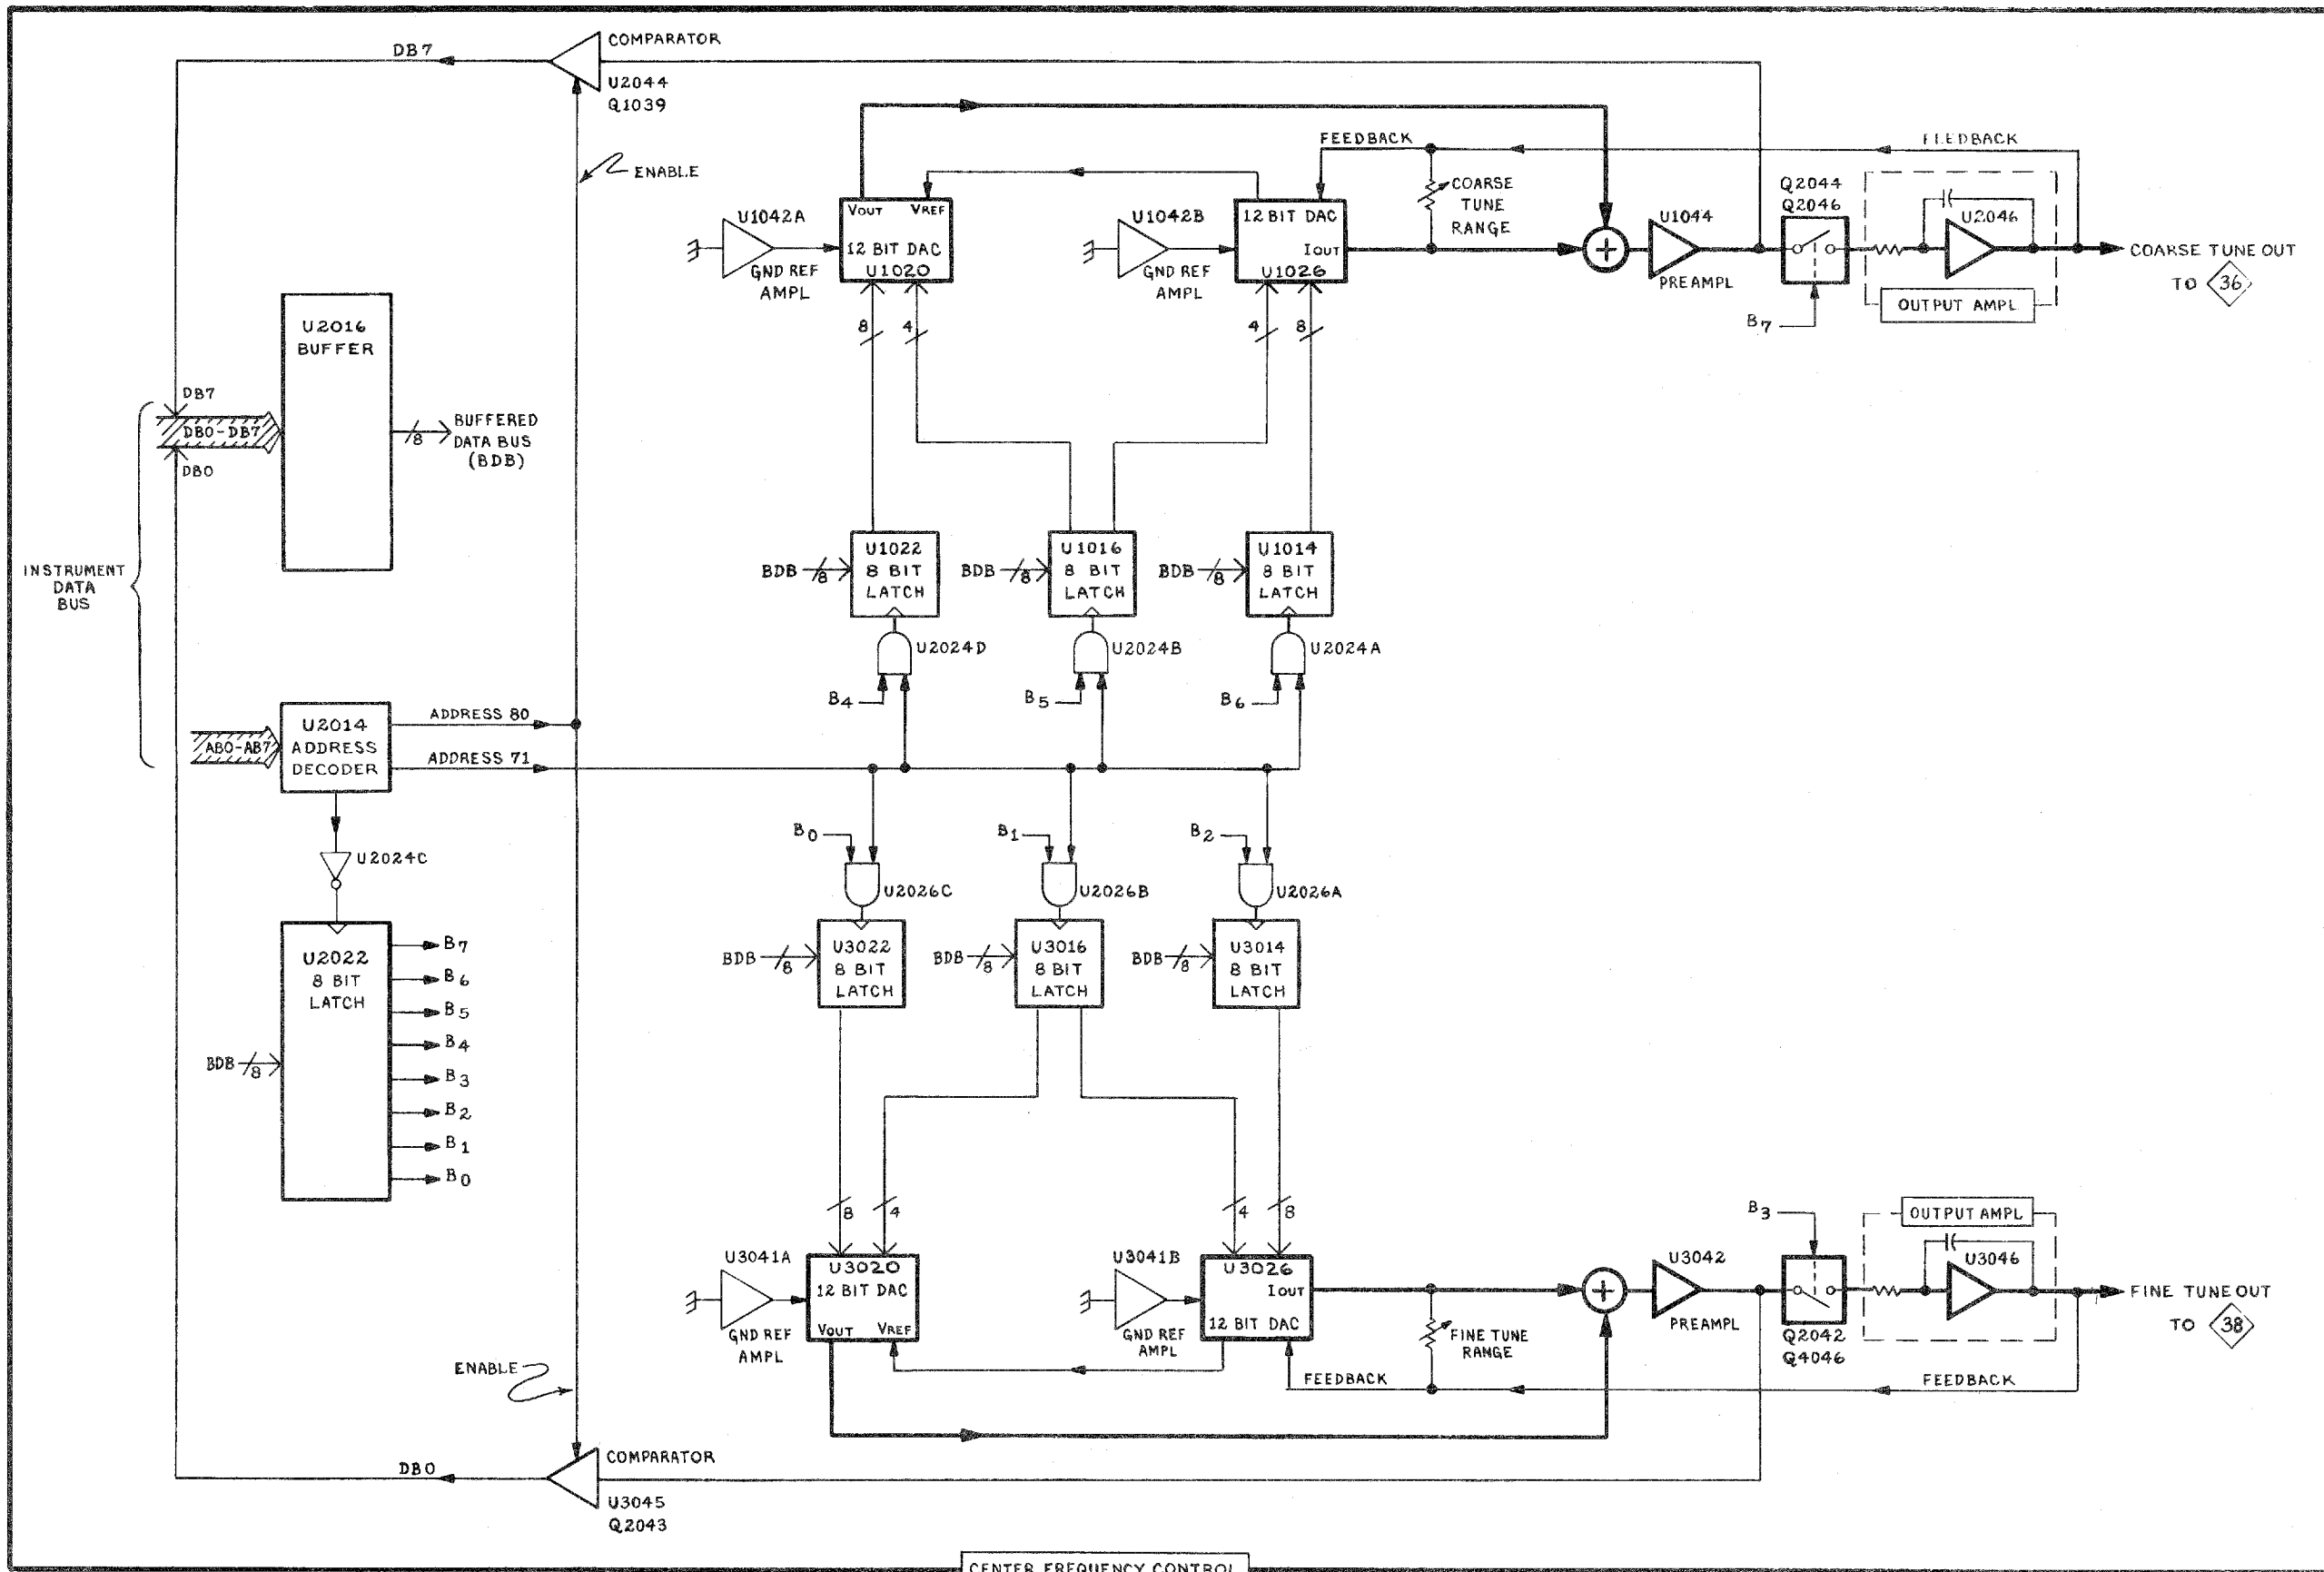 DB7
COMPARATOR
U2044
Q1039
ENABLE
FEEDBACK
FEEDBACK
COARSE
TUNE
RANGE
U1042A
GND REF
AMPL
VOUT VREF
12 BIT DAC
U1020
U1042B
GND REF
AMPL
12 BIT DAC
IOUT
U1026
+
U1044
PREAMPL
Q2044
Q2046
B7
U2046
OUTPUT AMPL
COARSE TUNE OUT
TO 36
8
4
4
8
U2016
BUFFER
DB7
DB0-DB7
DB0
8
BUFFERED
DATA BUS
(BDB)
INSTRUMENT
DATA
BUS
BDB
8
U1022
8 BIT
LATCH
BDB
8
U1016
8 BIT
LATCH
BDB
8
U1014
8 BIT
LATCH
U2024D
U2024B
U2024A
B4
B5
B6
AB0-AB7
U2014
ADDRESS
DECODER
ADDRESS 80
ADDRESS 71
U2024C
B0
B1
B2
U2026C
U2026B
U2026A
BDB
8
U3022
8 BIT
LATCH
BDB
8
U3016
8 BIT
LATCH
BDB
8
U3014
8 BIT
LATCH
BDB
8
U2022
8 BIT
LATCH
B7
B6
B5
B4
B3
B2
B1
B0
8
4
4
8
U3041A
GND REF
AMPL
U3020
12 BIT DAC
VOUT VREF
U3041B
GND REF
AMPL
U3026
IOUT
12 BIT DAC
FINE TUNE
RANGE
FEEDBACK
+
U3042
PREAMPL
B3
Q2042
Q4046
OUTPUT AMPL
U3046
FINE TUNE OUT
TO 38
FEEDBACK
ENABLE
DB0
COMPARATOR
U3045
Q2043
CENTER FREQUENCY CONTROL